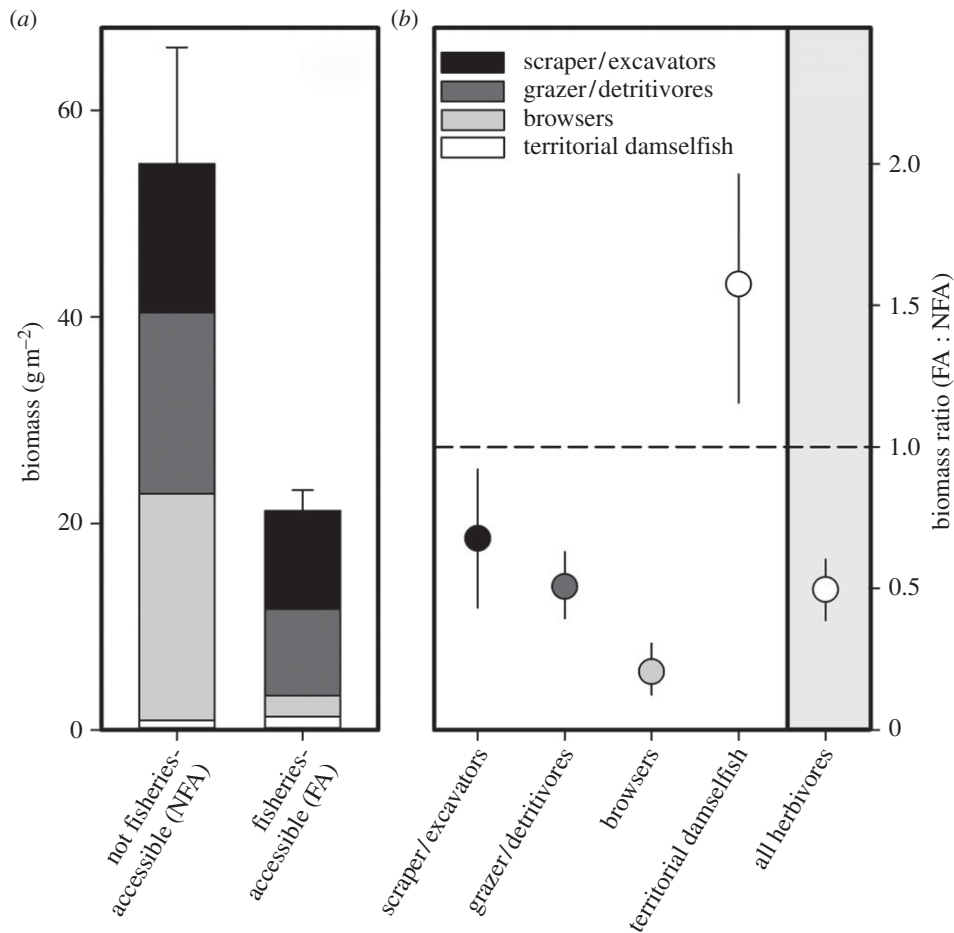 (a)
60
40
20
0
biomass (g m−2)
not fisheries-
accessible (NFA)
fisheries-
accessible (FA)
(b)
scraper/excavators
grazer/detritivores
browsers
territorial damselfish
2.0
1.5
1.0
0.5
0
biomass ratio (FA : NFA)
scraper/excavators
grazer/detritivores
browsers
territorial damselfish
all herbivores